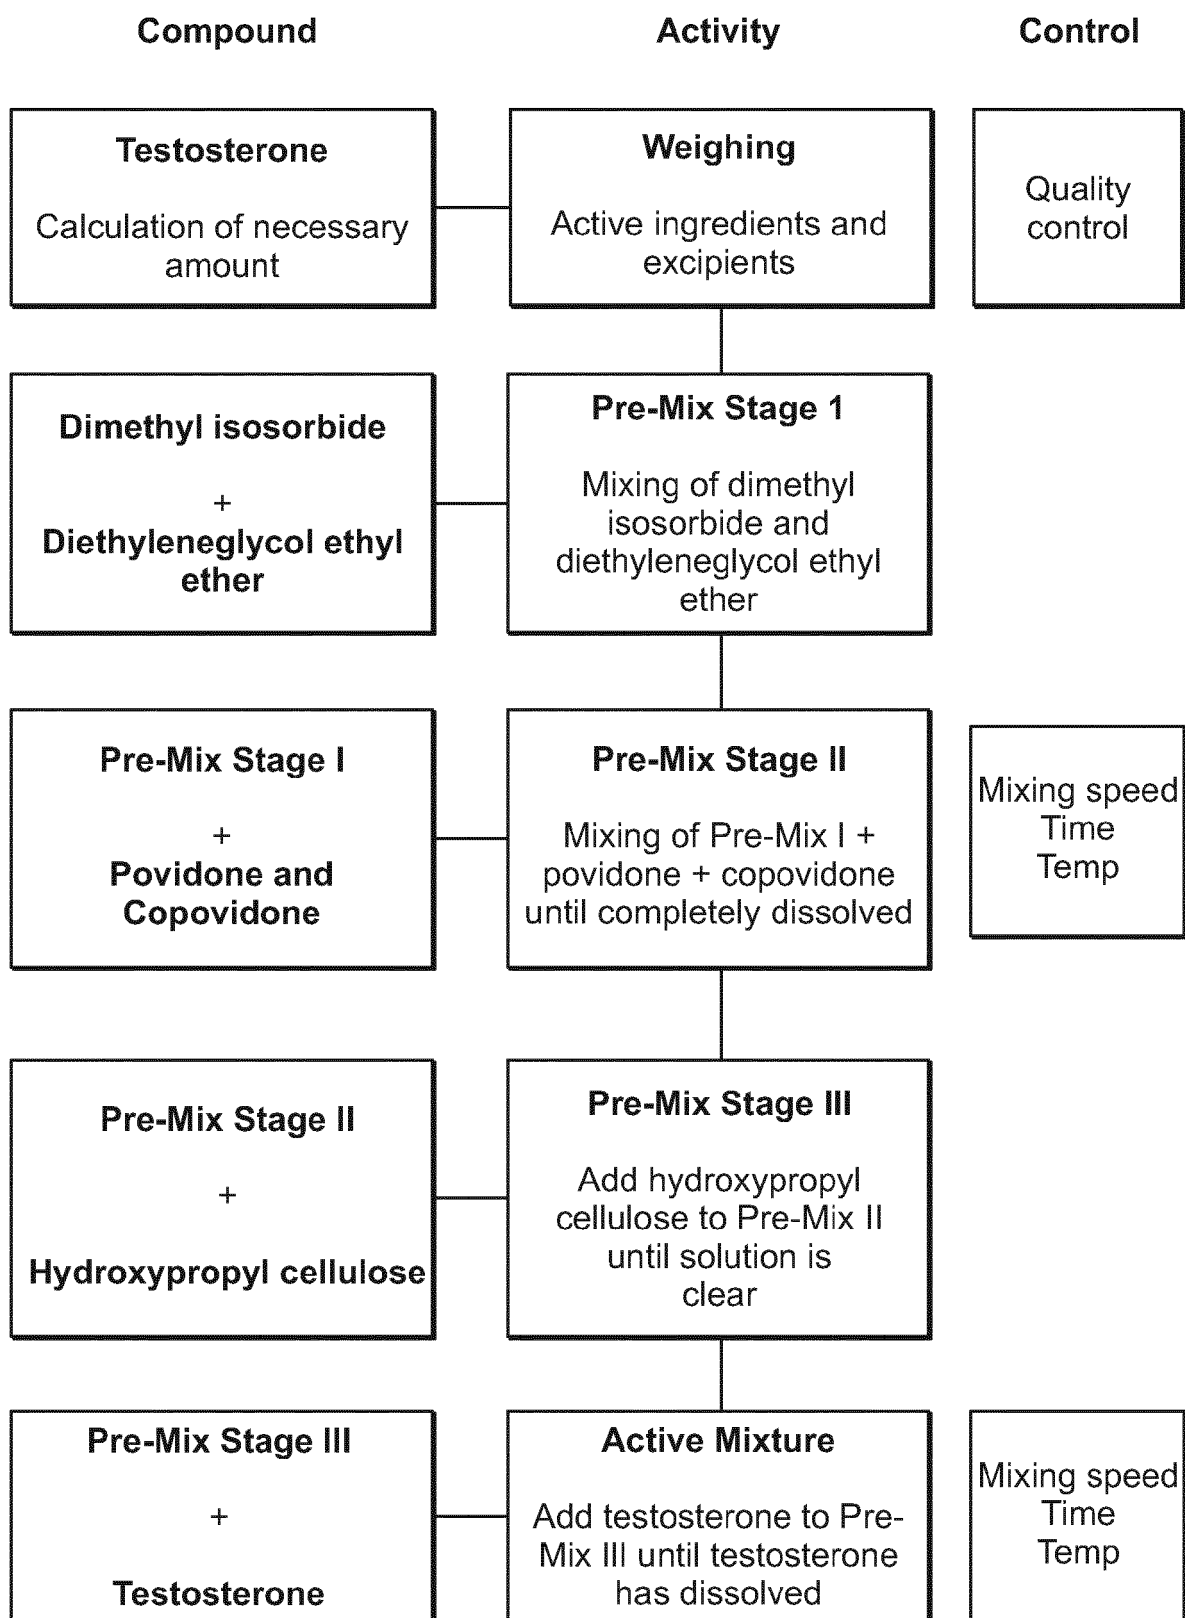 Compound Activity Control
Testosterone
Calculation of necessary
amount
Weighing
Active ingredients and
excipients
Quality
control
Dimethyl isosorbide
+
Diethyleneglycol ethyl
ether
Pre-Mix Stage 1
Mixing of dimethyl
isosorbide and
diethyleneglycol ethyl
ether
Pre-Mix Stage I
+
Povidone and
Copovidone
Pre-Mix Stage II
Mixing of Pre-Mix I +
povidone + copovidone
until completely dissolved
Mixing speed
Time
Temp
Pre-Mix Stage II
+
Hydroxypropyl cellulose
Pre-Mix Stage III
Add hydroxypropyl
cellulose to Pre-Mix II
until solution is
clear
Pre-Mix Stage III
+
Testosterone
Active Mixture
Add testosterone to Pre-
Mix III until testosterone
has dissolved
Mixing speed
Time
Temp